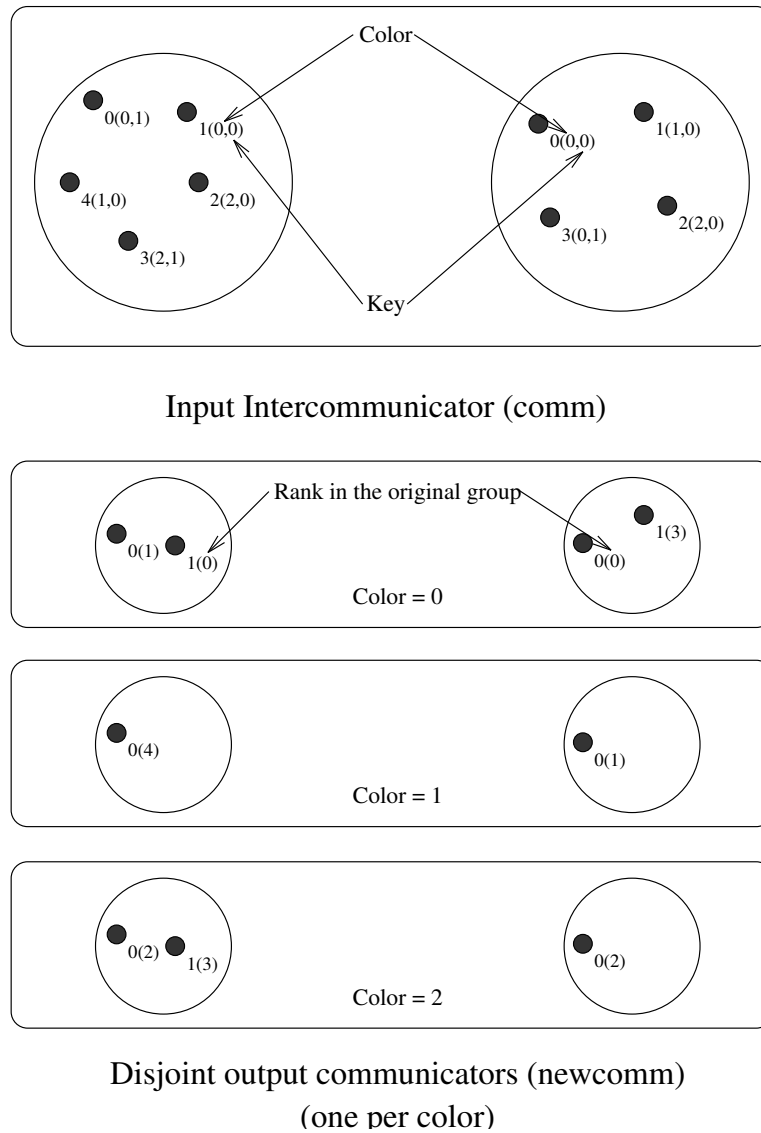 Color
0(0,1)
1(0,0)
4(1,0)
2(2,0)
3(2,1)
0(0,0)
1(1,0)
3(0,1)
2(2,0)
Key
Input Intercommunicator (comm)
Rank in the original group
0(1)
1(0)
0(0)
1(3)
Color = 0
0(4)
0(1)
Color = 1
0(2)
1(3)
0(2)
Color = 2
Disjoint output communicators (newcomm)
(one per color)